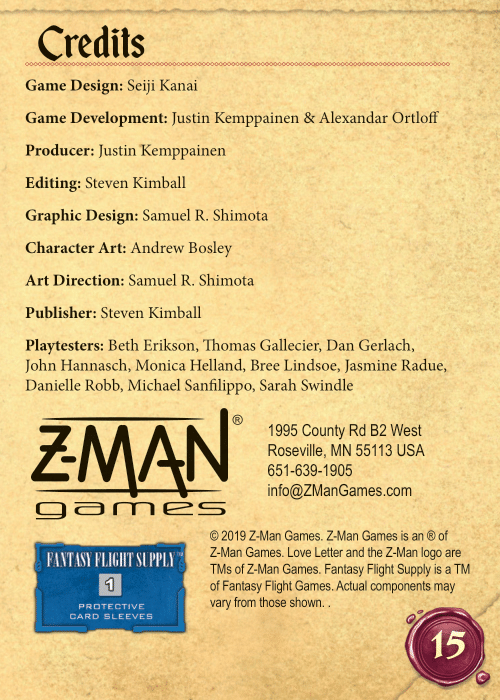 Credits
Game Design: Seiji Kanai
Game Development: Justin Kemppainen & Alexandar Ortloff
Producer: Justin Kemppainen
Editing: Steven Kimball
Graphic Design: Samuel R. Shimota
Character Art: Andrew Bosley
Art Direction: Samuel R. Shimota
Publisher: Steven Kimball
Playtesters: Beth Erikson, Thomas Gallecier, Dan Gerlach,
John Hannasch, Monica Helland, Bree Lindsoe, Jasmine Radue,
Danielle Robb, Michael Sanfilippo, Sarah Swindle
Z-MAN®
games
1995 County Rd B2 West
Roseville, MN 55113 USA
651-639-1905
info@ZManGames.com
© 2019 Z-Man Games. Z-Man Games is an ® of
Z-Man Games. Love Letter and the Z-Man logo are
TMs of Z-Man Games. Fantasy Flight Supply is a TM
of Fantasy Flight Games. Actual components may
vary from those shown. .
FANTASY FLIGHT SUPPLY™
1
PROTECTIVE
CARD SLEEVES
15